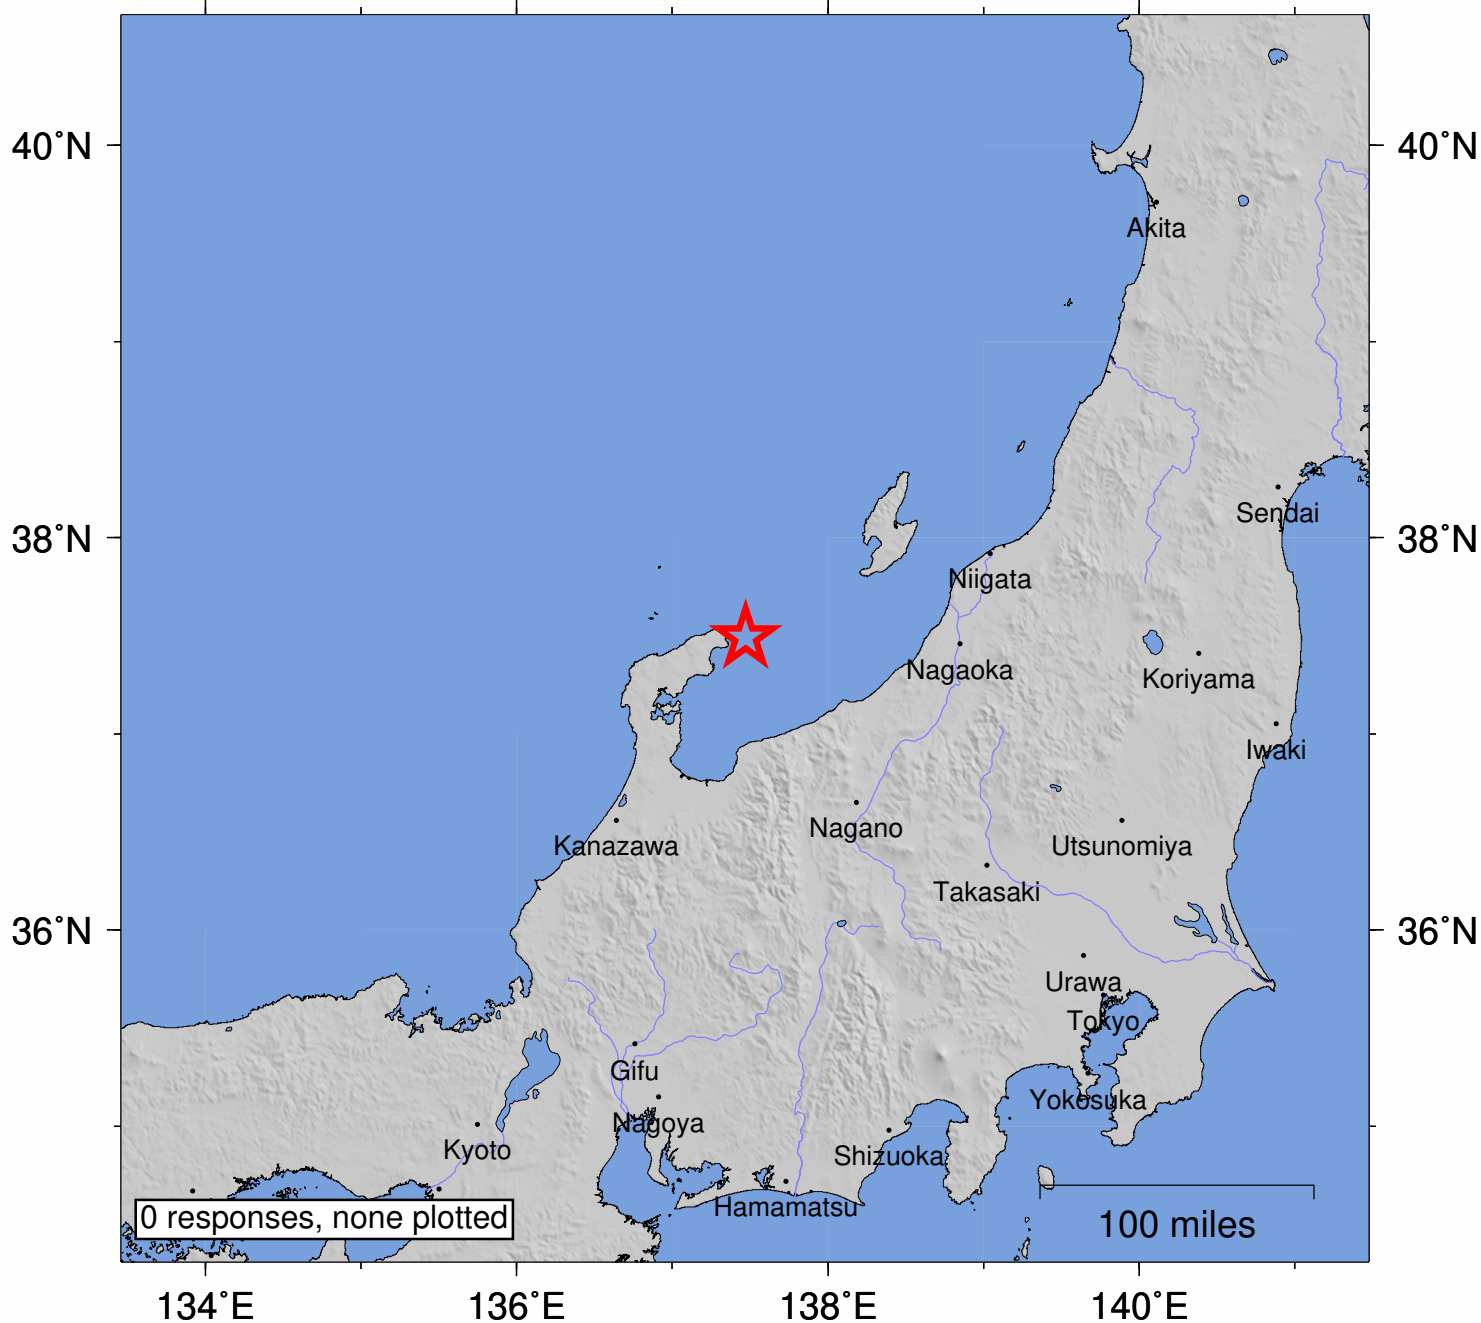 40°N
40°N
Akita
38°N
38°N
Sendai
Niigata
Nagaoka
Koriyama
Iwaki
Nagano
Kanazawa
Utsunomiya
Takasaki
36°N
36°N
Urawa
Tokyo
Gifu
Yokosuka
Nagoya
Kyoto
Shizuoka
Hamamatsu
0 responses, none plotted
100 miles
134°E
136°E
138°E
140°E